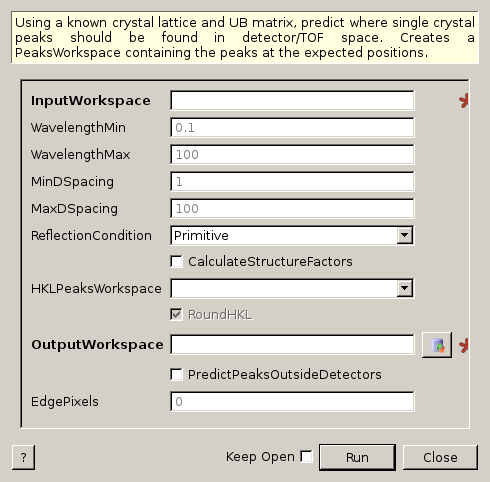 Using a known crystal lattice and UB matrix, predict where single crystal
peaks should be found in detector/TOF space. Creates a
PeaksWorkspace containing the peaks at the expected positions.
InputWorkspace
WavelengthMin 0.1
WavelengthMax 100
MinDSpacing 1
MaxDSpacing 100
ReflectionCondition Primitive
CalculateStructureFactors
HKLPeaksWorkspace
RoundHKL
OutputWorkspace
PredictPeaksOutsideDetectors
EdgePixels 0
? Keep Open Run Close